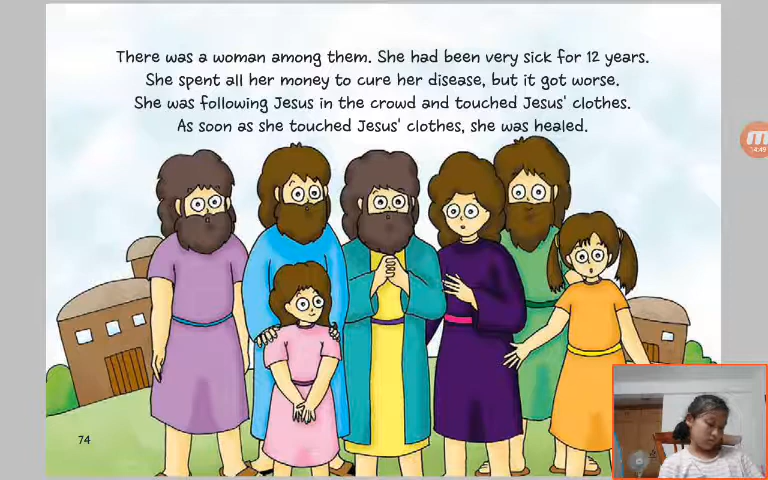 There was a woman among them. She had been very sick for 12 years.
She spent all her money to cure her disease, but it got worse.
She was following Jesus in the crowd and touched Jesus' clothes.
As soon as she touched Jesus' clothes, she was healed.
14:49
74